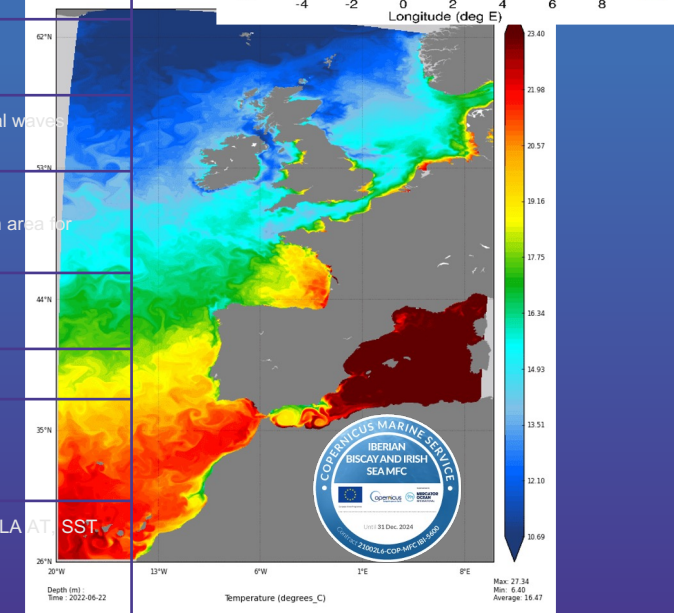 -4 -2 0 2 4 6 8
Longitude (deg E)
62°N
53°N
44°N
35°N
26°N
20°W 13°W 6°W 1°E 8°E
23.40
21.98
20.57
19.16
17.75
16.34
14.93
13.51
12.10
10.69
al waves
area for
LA AT, SST
COPERNICUS MARINE SERVICE
IBERIAN
BISCAY AND IRISH
SEA MFC
Copernicus
MERCATOR
OCEAN
Until 31 Dec. 2024
Contract 21002L6-COP-MFC IBI-5600
Depth (m) :
Time : 2022-06-22
Temperature (degrees_C)
Max: 27.34
Min: 6.40
Average: 16.47